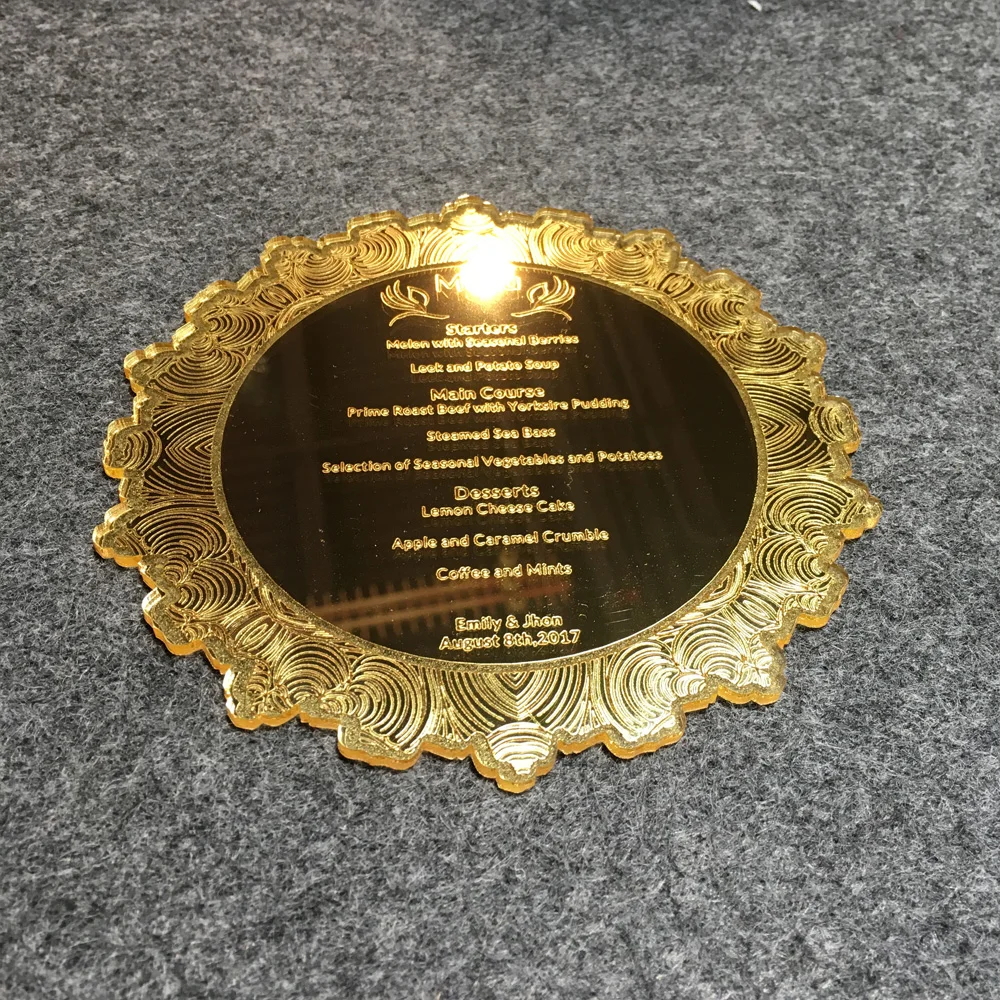 Starters
Melon with Seasonal Berries
Leek and Potato Soup
Main Course
Prime Roast Beef with Yorksire Pudding
Steamed Sea Bass
Selection of Seasonal Vegetables and Potatoes
Desserts
Lemon Cheese Cake
Apple and Caramel Crumble
Coffee and Mints
Emily & Jhon
August 8th,2017